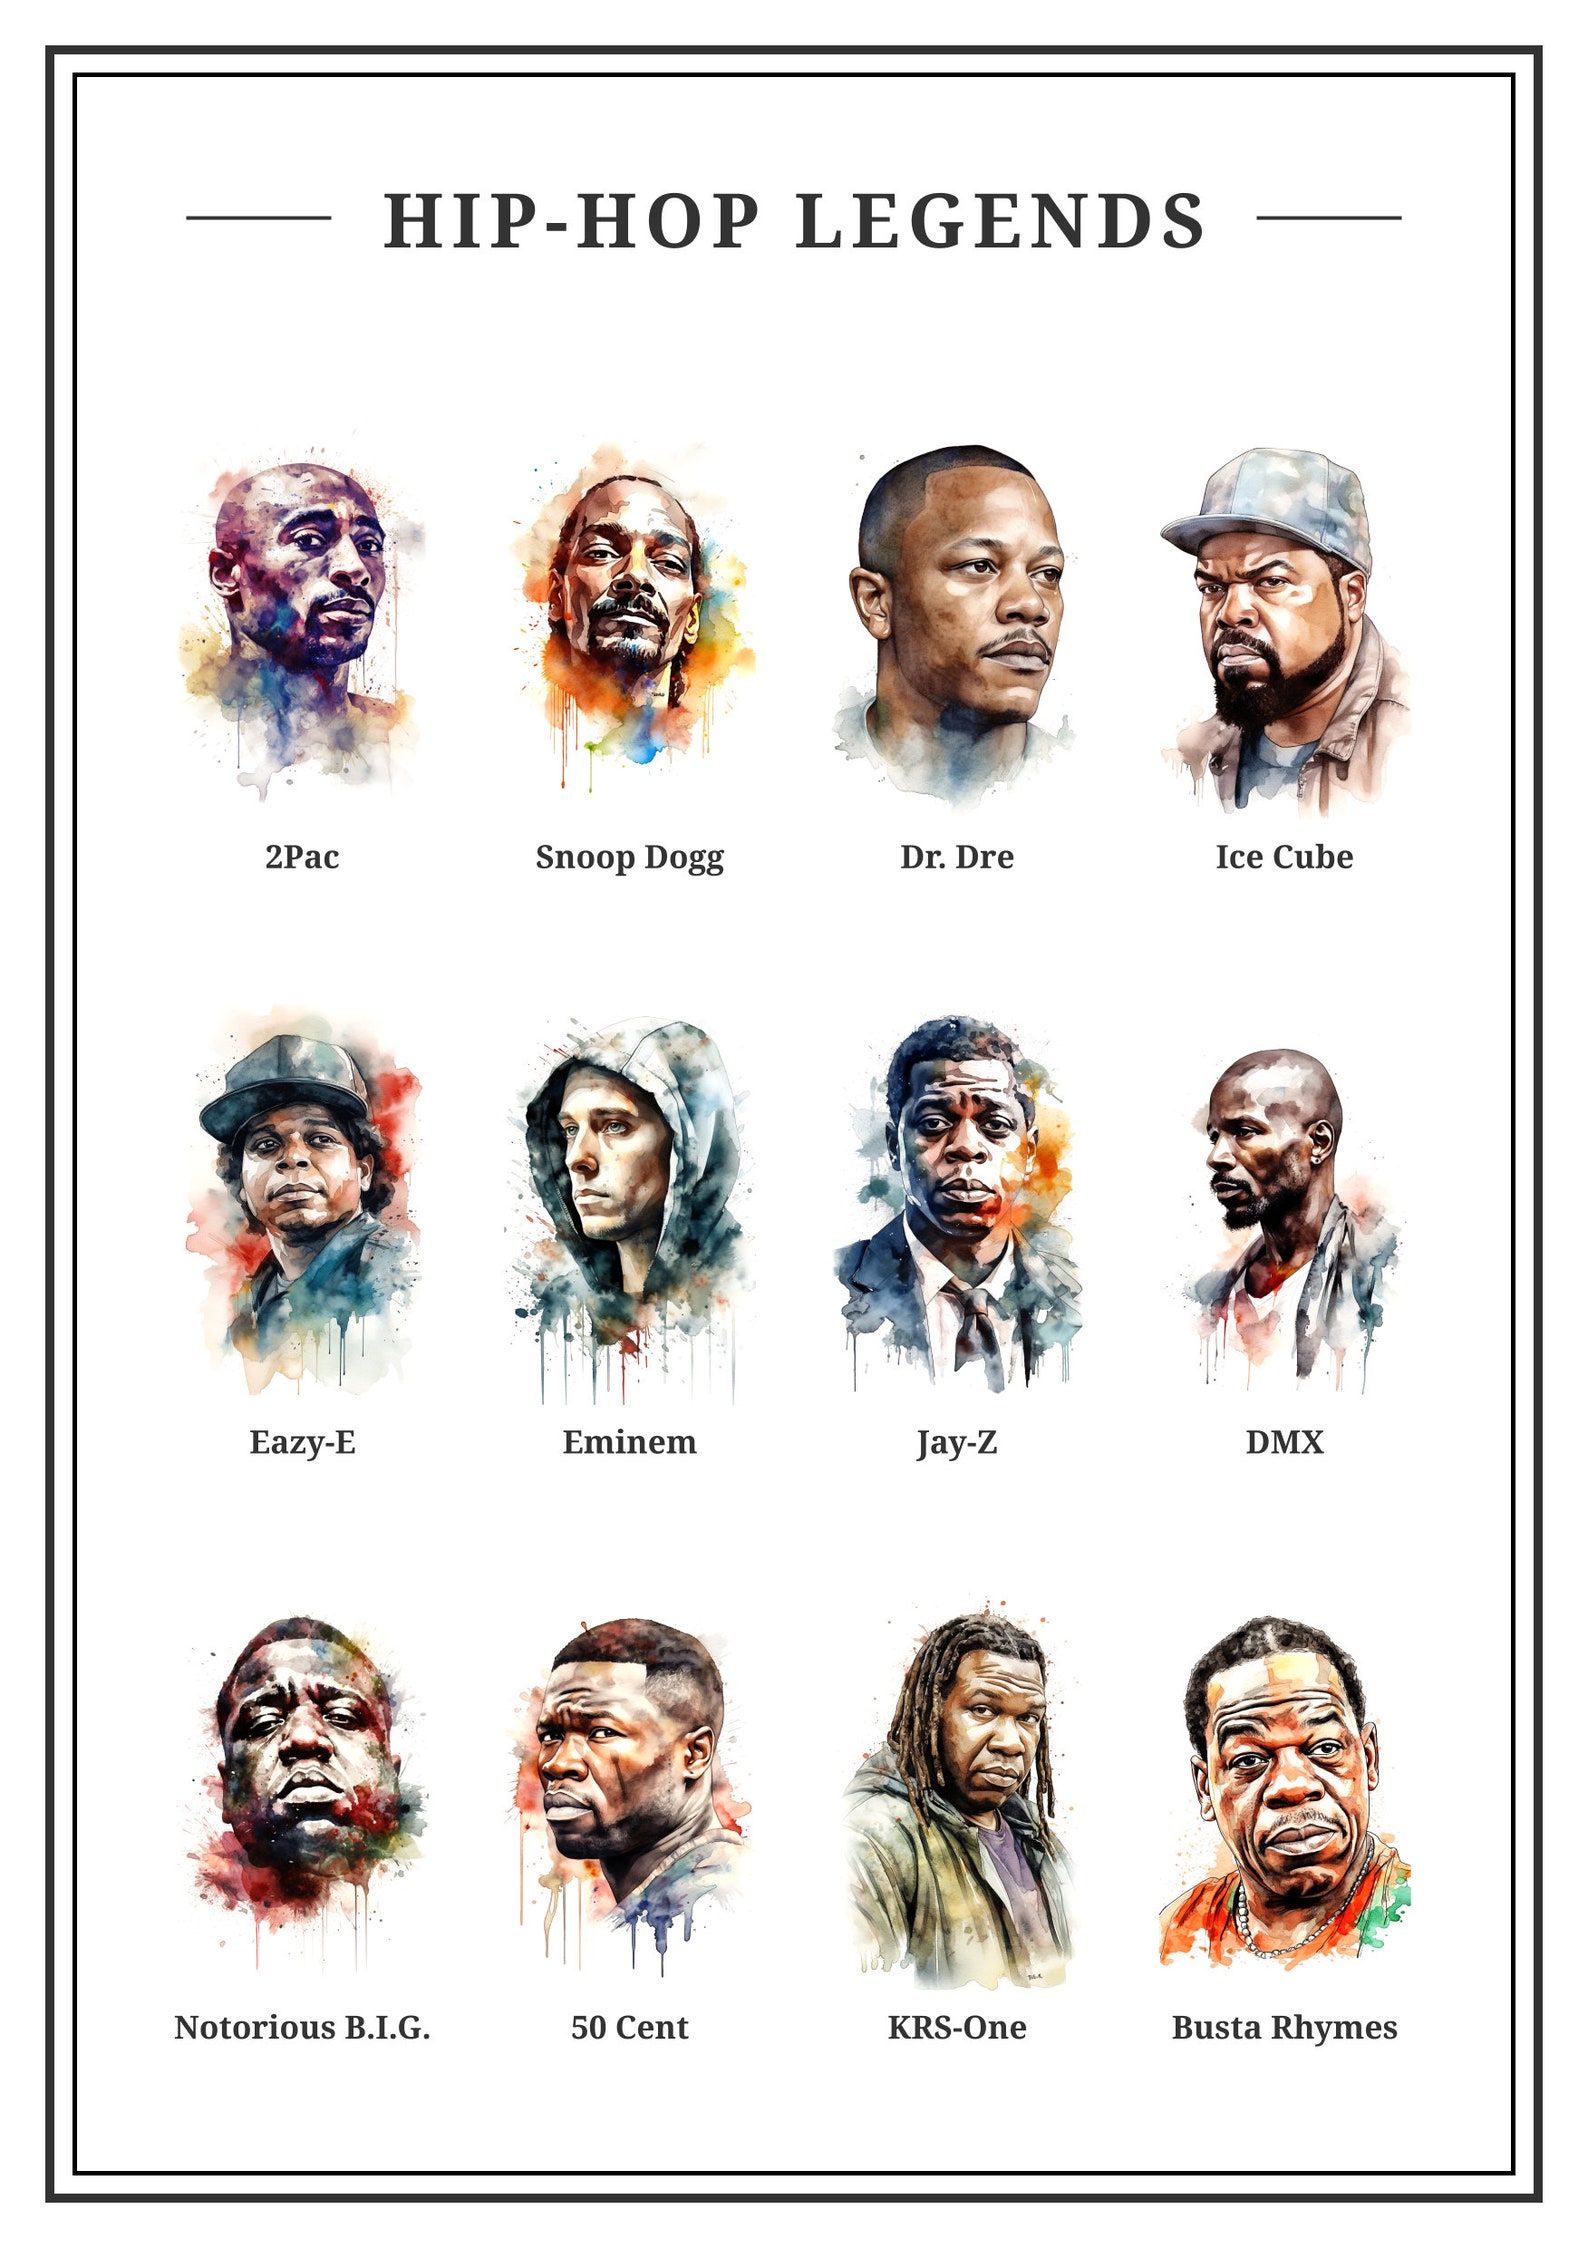 HIP-HOP LEGENDS
2Pac
Snoop Dogg
Dr. Dre
Ice Cube
Eazy-E
Eminem
Jay-Z
DMX
Notorious B.I.G.
50 Cent
KRS-One
Busta Rhymes